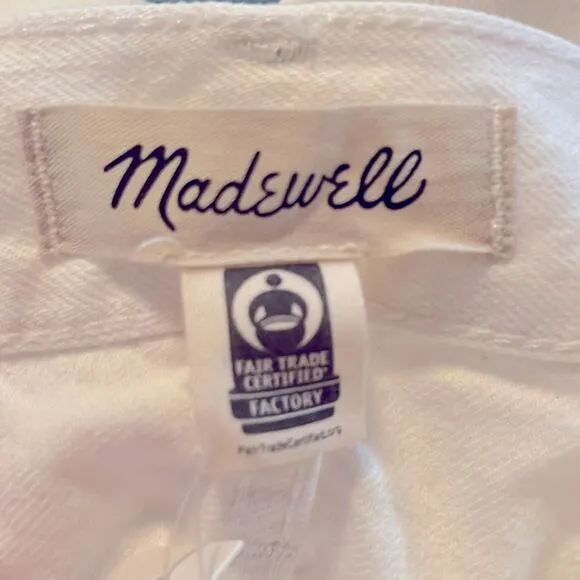 Madewell
FAIR TRADE
CERTIFIED
FACTORY
FairTradeCertified.org